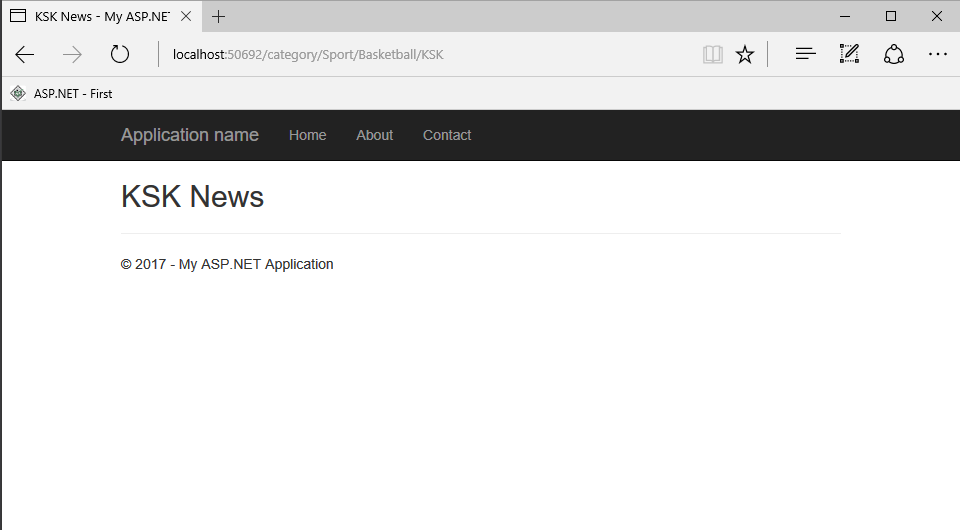 KSK News - My ASP.NET
localhost:50692/category/Sport/Basketball/KSK
ASP.NET - First
Application name Home About Contact
KSK News
© 2017 - My ASP.NET Application